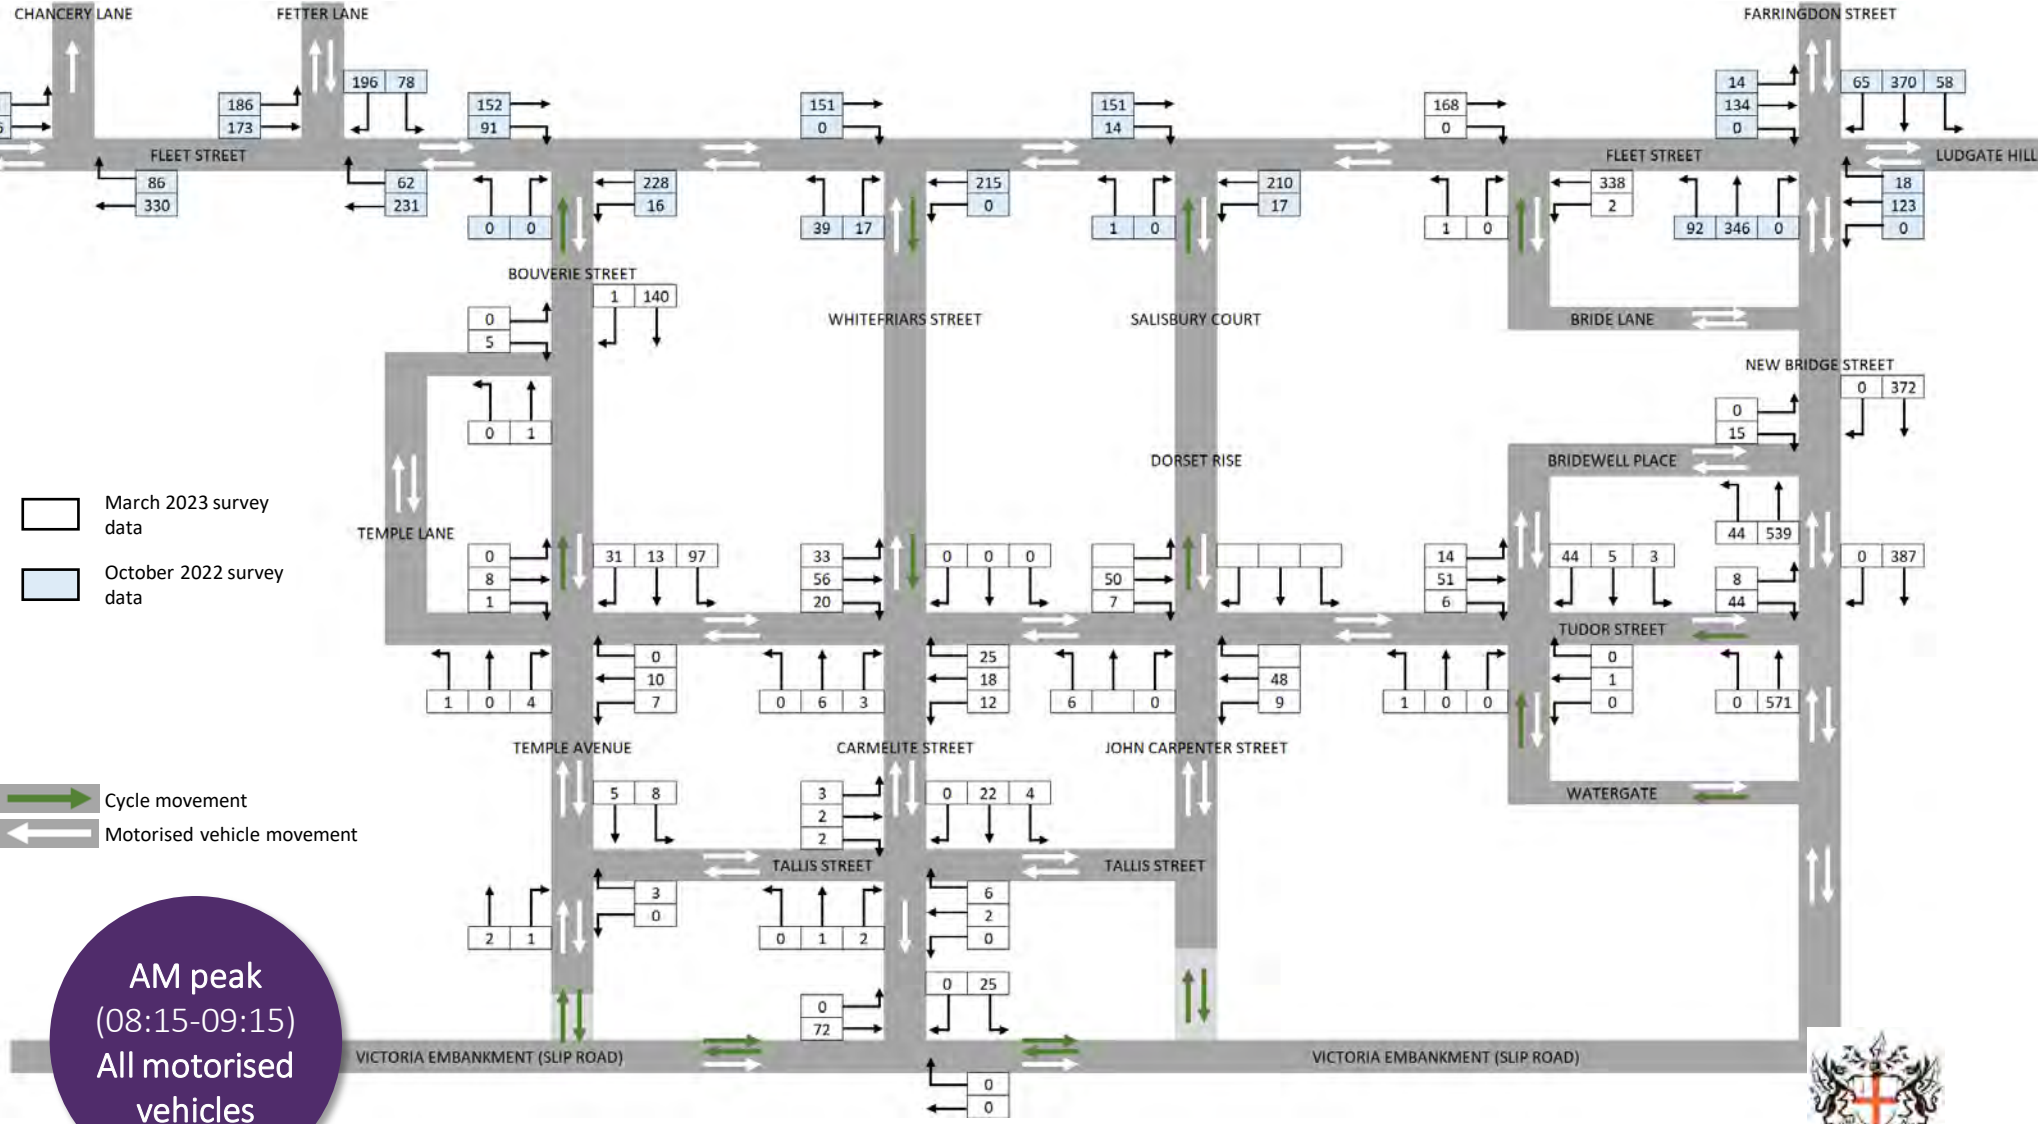 CHANCERY LANE
FETTER LANE
FARRINGDON STREET
196 78
14
134
0
65 370 58
186
173
152
91
151
0
151
14
168
0
FLEET STREET
FLEET STREET
LUDGATE HILL
86
330
62
231
228
16
215
0
210
17
338
2
18
123
0
0 0
39 17
1 0
1 0
92 346 0
BOUVERIE STREET
1 140
0
5
WHITEFRIARS STREET
SALISBURY COURT
BRIDE LANE
NEW BRIDGE STREET
0 372
0
15
0 1
DORSET RISE
BRIDEWELL PLACE
March 2023 survey
data
TEMPLE LANE
44 539
October 2022 survey
data
0
8
1
31 13 97
33
56
20
0 0 0
50
7
14
51
6
44 5 3
8
44
0 387
TUDOR STREET
0
10
7
25
18
12
48
9
0
1
0
1 0 4
0 6 3
6 0
1 0 0
0 571
TEMPLE AVENUE
CARMELITE STREET
JOHN CARPENTER STREET
5 8
3
2
2
0 22 4
WATERGATE
Cycle movement
Motorised vehicle movement
TALLIS STREET
TALLIS STREET
3
0
6
2
0
2 1
0 1 2
AM peak
(08:15-09:15)
All motorised
vehicles
0
72
0 25
VICTORIA EMBANKMENT (SLIP ROAD)
VICTORIA EMBANKMENT (SLIP ROAD)
0
0